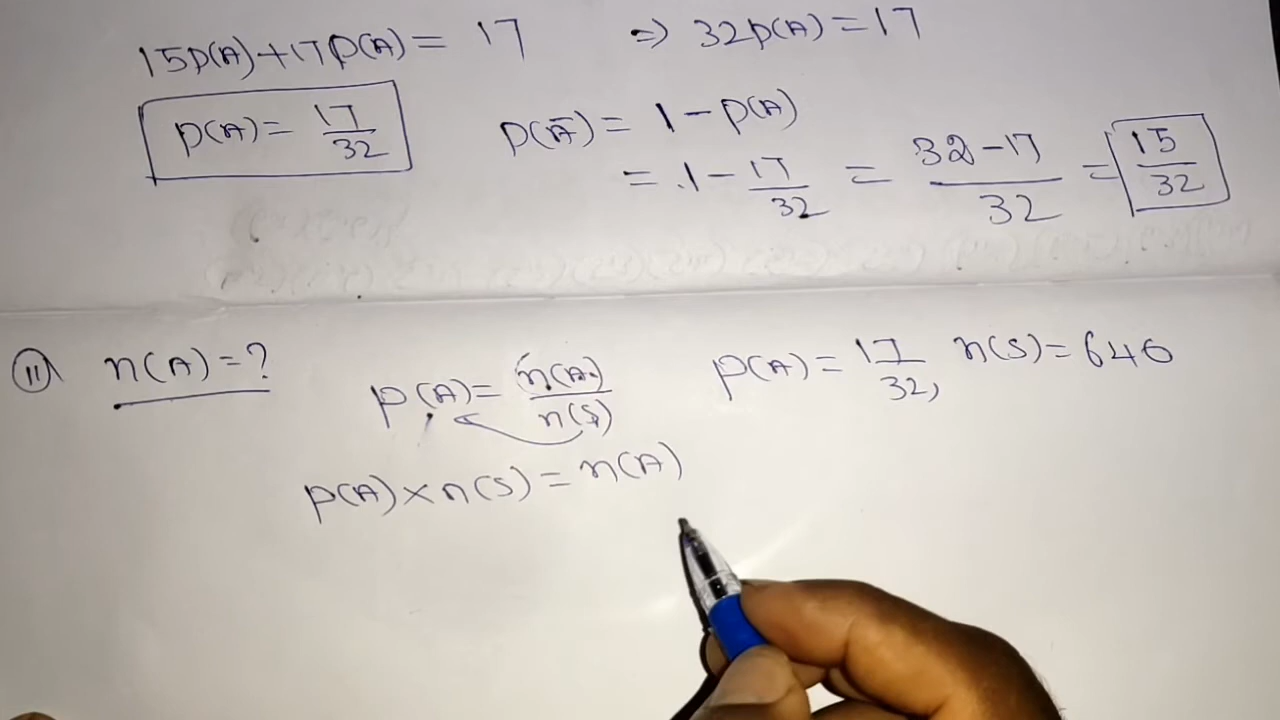 15P(A)+17P(A) = 17 ⇒ 32P(A) = 17
P(A) = 17/32 P(Ā) = 1 - P(A)
= 1 - 17/32 = 32-17/32 = 15/32
(ii) n(A) = ? P(A) = n(A)/n(S) P(A) = 17/32, n(S) = 640
P(A) × n(S) = n(A)